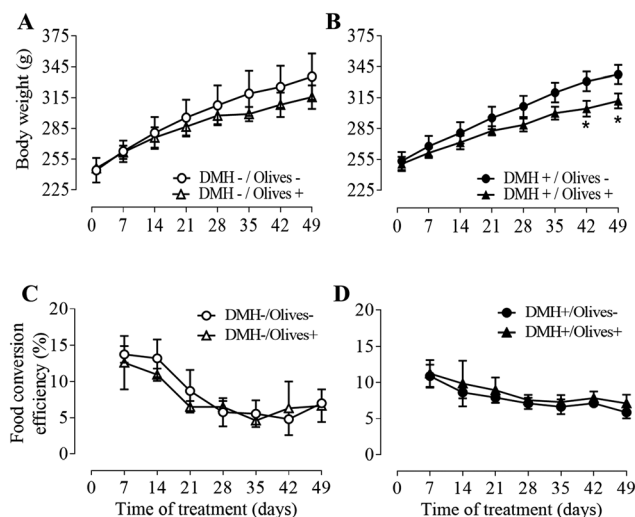 A
375
345
315
285
255
225
Body weight (g)
DMH - / Olives -
DMH - / Olives +
0 7 14 21 28 35 42 49
B
375
345
315
285
255
225
DMH + / Olives -
DMH + / Olives +
* *
0 7 14 21 28 35 42 49
C
20
15
10
5
0
Food conversion
efficiency (%)
DMH-/Olives-
DMH-/Olives+
0 7 14 21 28 35 42 49
Time of treatment (days)
D
20
15
10
5
0
DMH+/Olives-
DMH+/Olives+
0 7 14 21 28 35 42 49
Time of treatment (days)